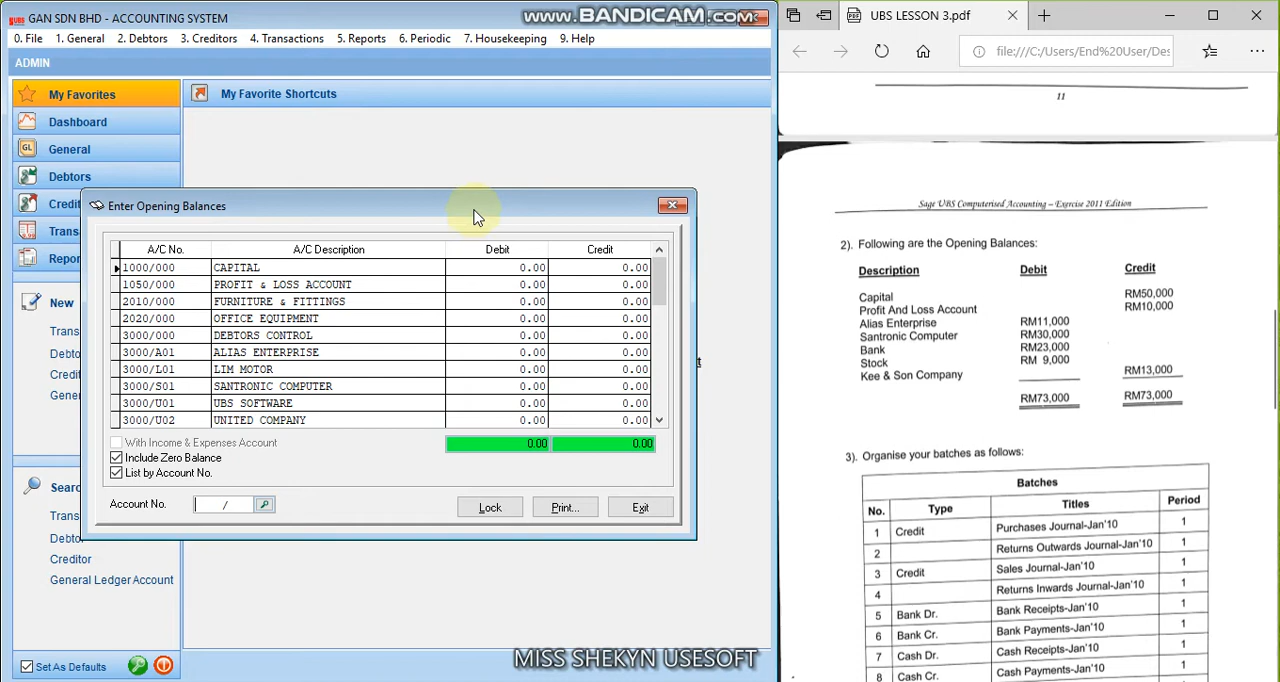 UBS GAN SDN BHD - ACCOUNTING SYSTEM
www.BANDICAM.com
0. File 1. General 2. Debtors 3. Creditors 4. Transactions 5. Reports 6. Periodic 7. Housekeeping 9. Help
ADMIN
My Favorites
Dashboard
GL General
Debtors
Credit
Trans
Repor
New
Trans
Debto
Credit
Gene
Searc
Trans
Debto
Creditor
General Ledger Account
Set As Defaults
My Favorite Shortcuts
Enter Opening Balances
A/C No. A/C Description Debit Credit
1000/000 CAPITAL 0.00 0.00
1050/000 PROFIT & LOSS ACCOUNT 0.00 0.00
2010/000 FURNITURE & FITTINGS 0.00 0.00
2020/000 OFFICE EQUIPMENT 0.00 0.00
3000/000 DEBTORS CONTROL 0.00 0.00
3000/A01 ALIAS ENTERPRISE 0.00 0.00
3000/L01 LIM MOTOR 0.00 0.00
3000/S01 SANTRONIC COMPUTER 0.00 0.00
3000/U01 UBS SOFTWARE 0.00 0.00
3000/U02 UNITED COMPANY 0.00 0.00
With Income & Expenses Account 0.00 0.00
Include Zero Balance
List by Account No.
Account No. / Lock Print... Exit
t
MISS SHEKYN USESOFT
UBS LESSON 3.pdf
file:///C:/Users/End%20User/Des
11
Sage UBS Computerised Accounting – Exercise 2011 Edition
2). Following are the Opening Balances:
Description Debit Credit
Capital RM50,000
Profit And Loss Account RM10,000
Alias Enterprise RM11,000
Santronic Computer RM30,000
Bank RM23,000
Stock RM 9,000
Kee & Son Company RM13,000
RM73,000 RM73,000
3). Organise your batches as follows:
Batches
No. Type Titles Period
1 Credit Purchases Journal-Jan'10 1
2 Returns Outwards Journal-Jan'10 1
3 Credit Sales Journal-Jan'10 1
4 Returns Inwards Journal-Jan'10 1
5 Bank Dr. Bank Receipts-Jan'10 1
6 Bank Cr. Bank Payments-Jan'10 1
7 Cash Dr. Cash Receipts-Jan'10 1
8 Cash Cr. Cash Payments-Jan'10 1